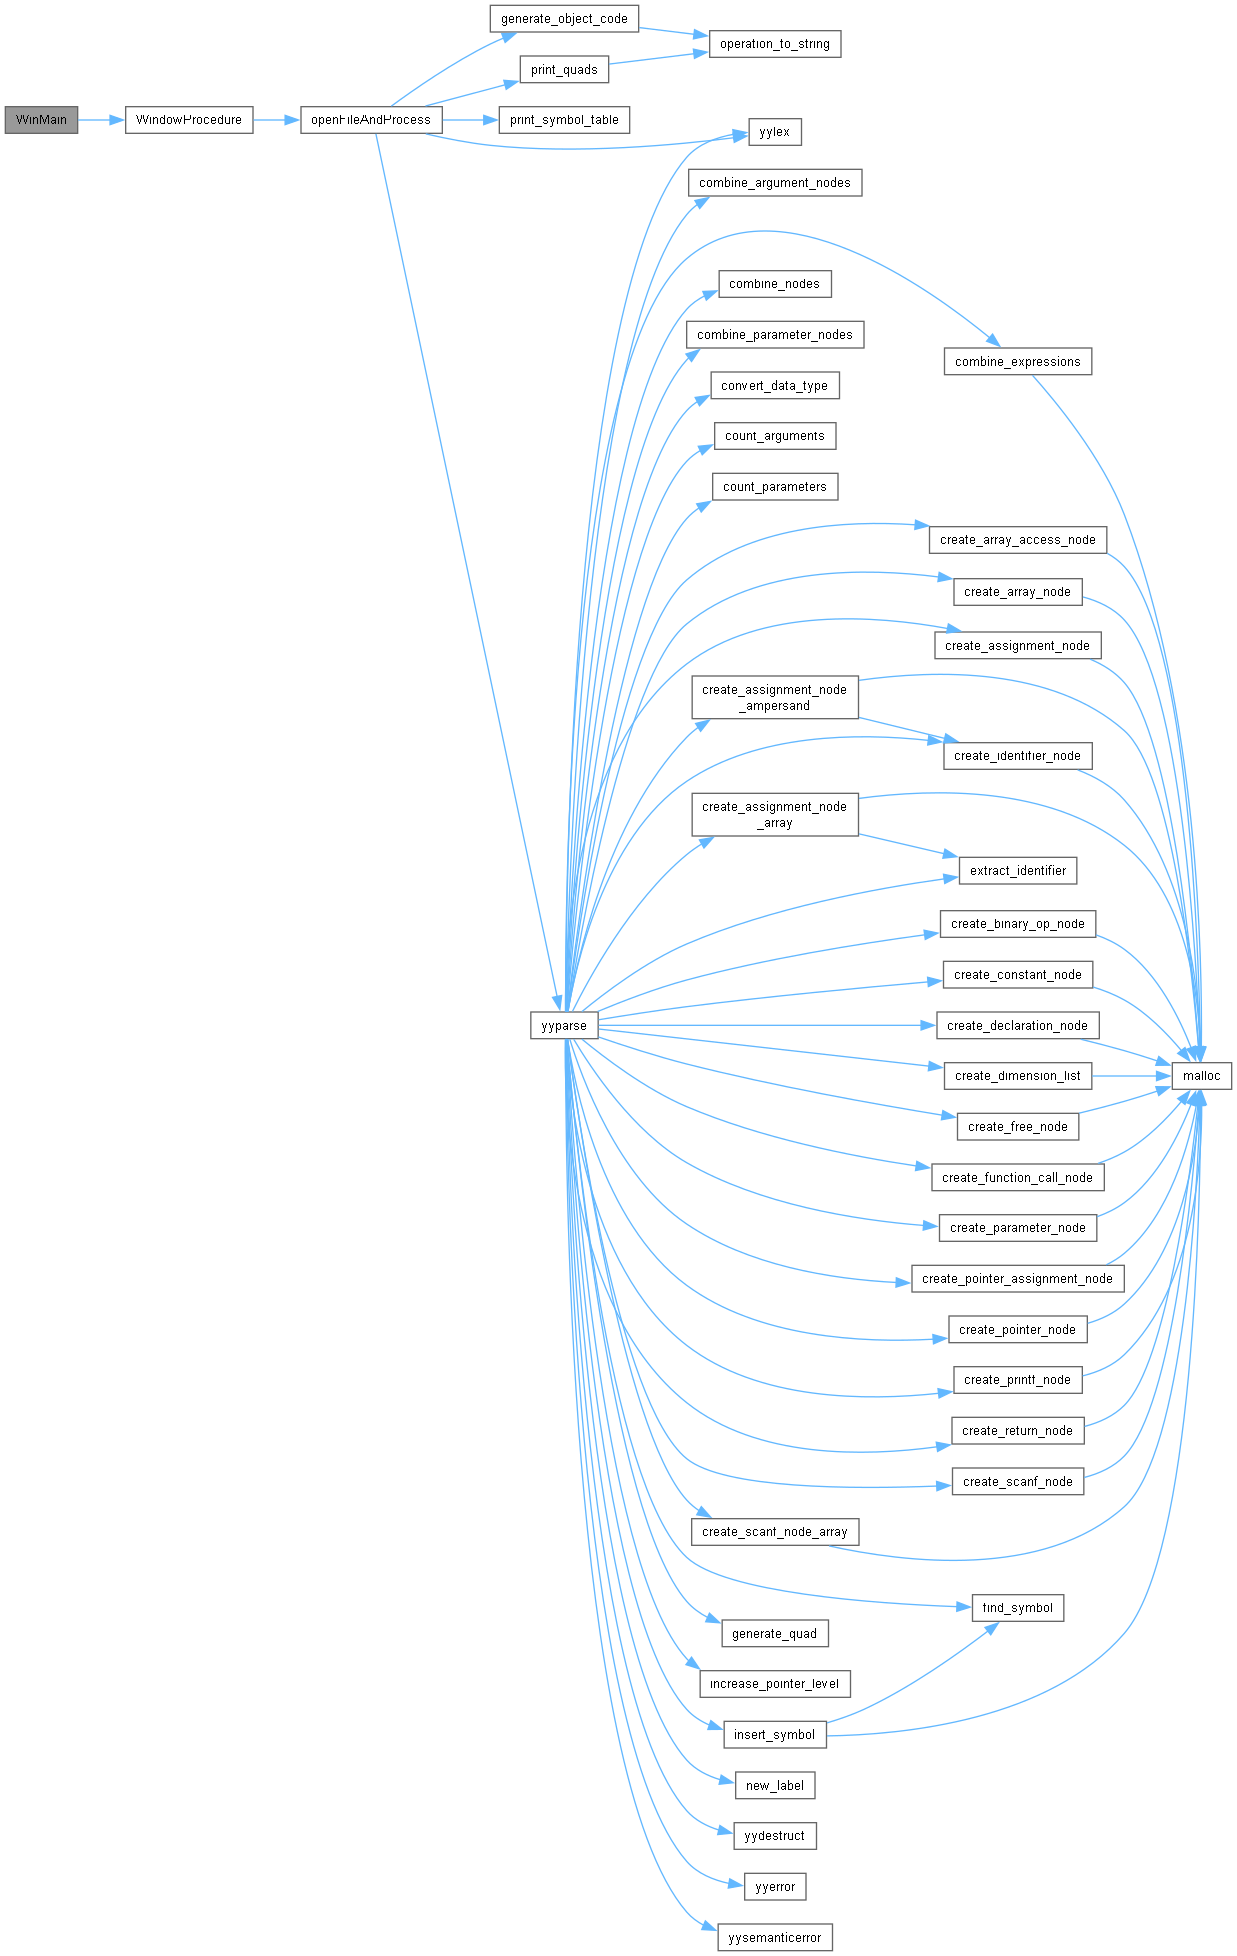 generate_object_code
operation_to_string
print_quads
WinMain
WindowProcedure
openFileAndProcess
print_symbol_table
yylex
combine_argument_nodes
combine_nodes
combine_parameter_nodes
combine_expressions
convert_data_type
count_arguments
count_parameters
create_array_access_node
create_array_node
create_assignment_node
create_assignment_node
_ampersand
create_identifier_node
create_assignment_node
_array
extract_identifier
create_binary_op_node
create_constant_node
yyparse
create_declaration_node
create_dimension_list
malloc
create_free_node
create_function_call_node
create_parameter_node
create_pointer_assignment_node
create_pointer_node
create_printf_node
create_return_node
create_scanf_node
create_scanf_node_array
find_symbol
generate_quad
increase_pointer_level
insert_symbol
new_label
yydestruct
yyerror
yysemanticerror